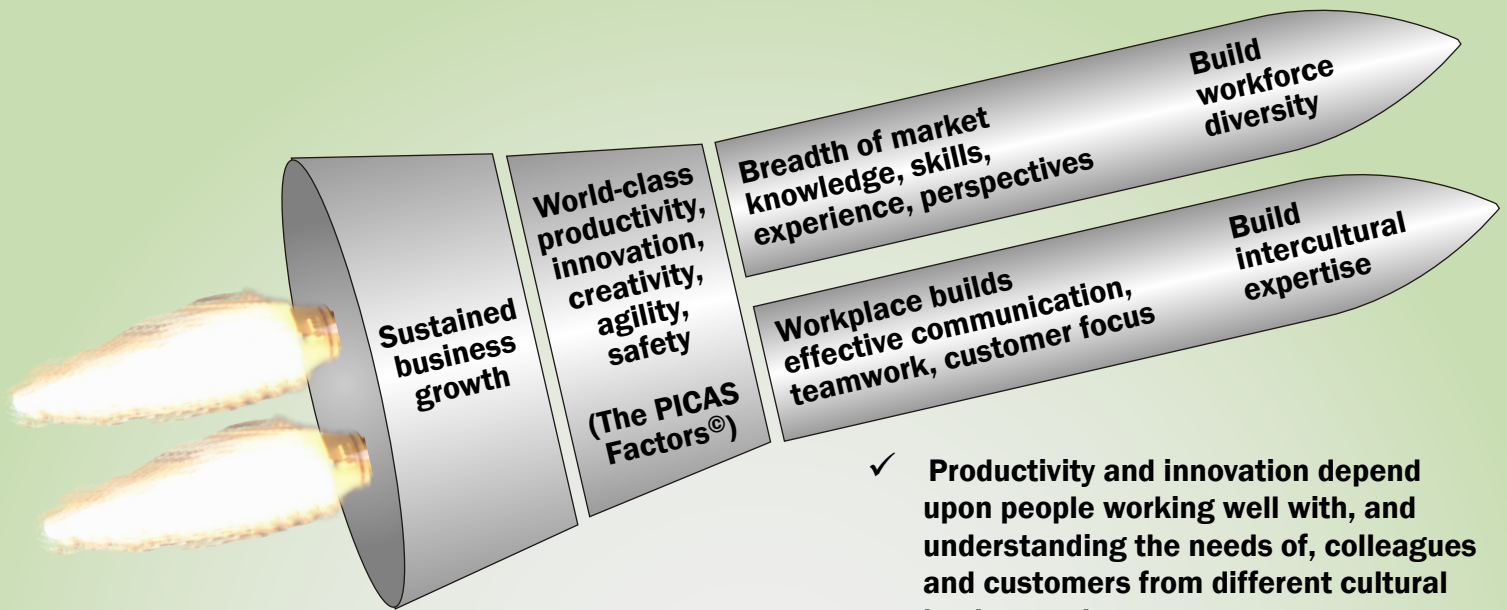 Build
workforce
diversity
Breadth of market
knowledge, skills,
experience, perspectives
Build
intercultural
expertise
Workplace builds
effective communication,
teamwork, customer focus
World-class
productivity,
innovation,
creativity,
agility,
safety
(The PICAS
Factors©)
Sustained
business
growth
✓ Productivity and innovation depend
upon people working well with, and
understanding the needs of, colleagues
and customers from different cultural